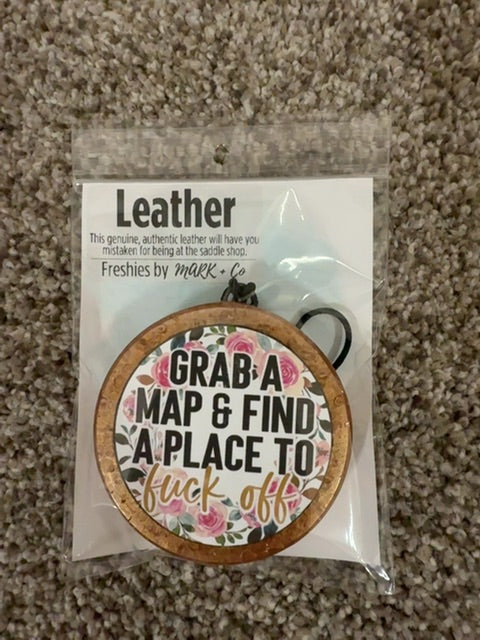 Leather
This genuine, authentic leather will have you
mistaken for being at the saddle shop.
Freshies by MARK + Co
GRAB A
MAP & FIND
A PLACE TO
fuck off